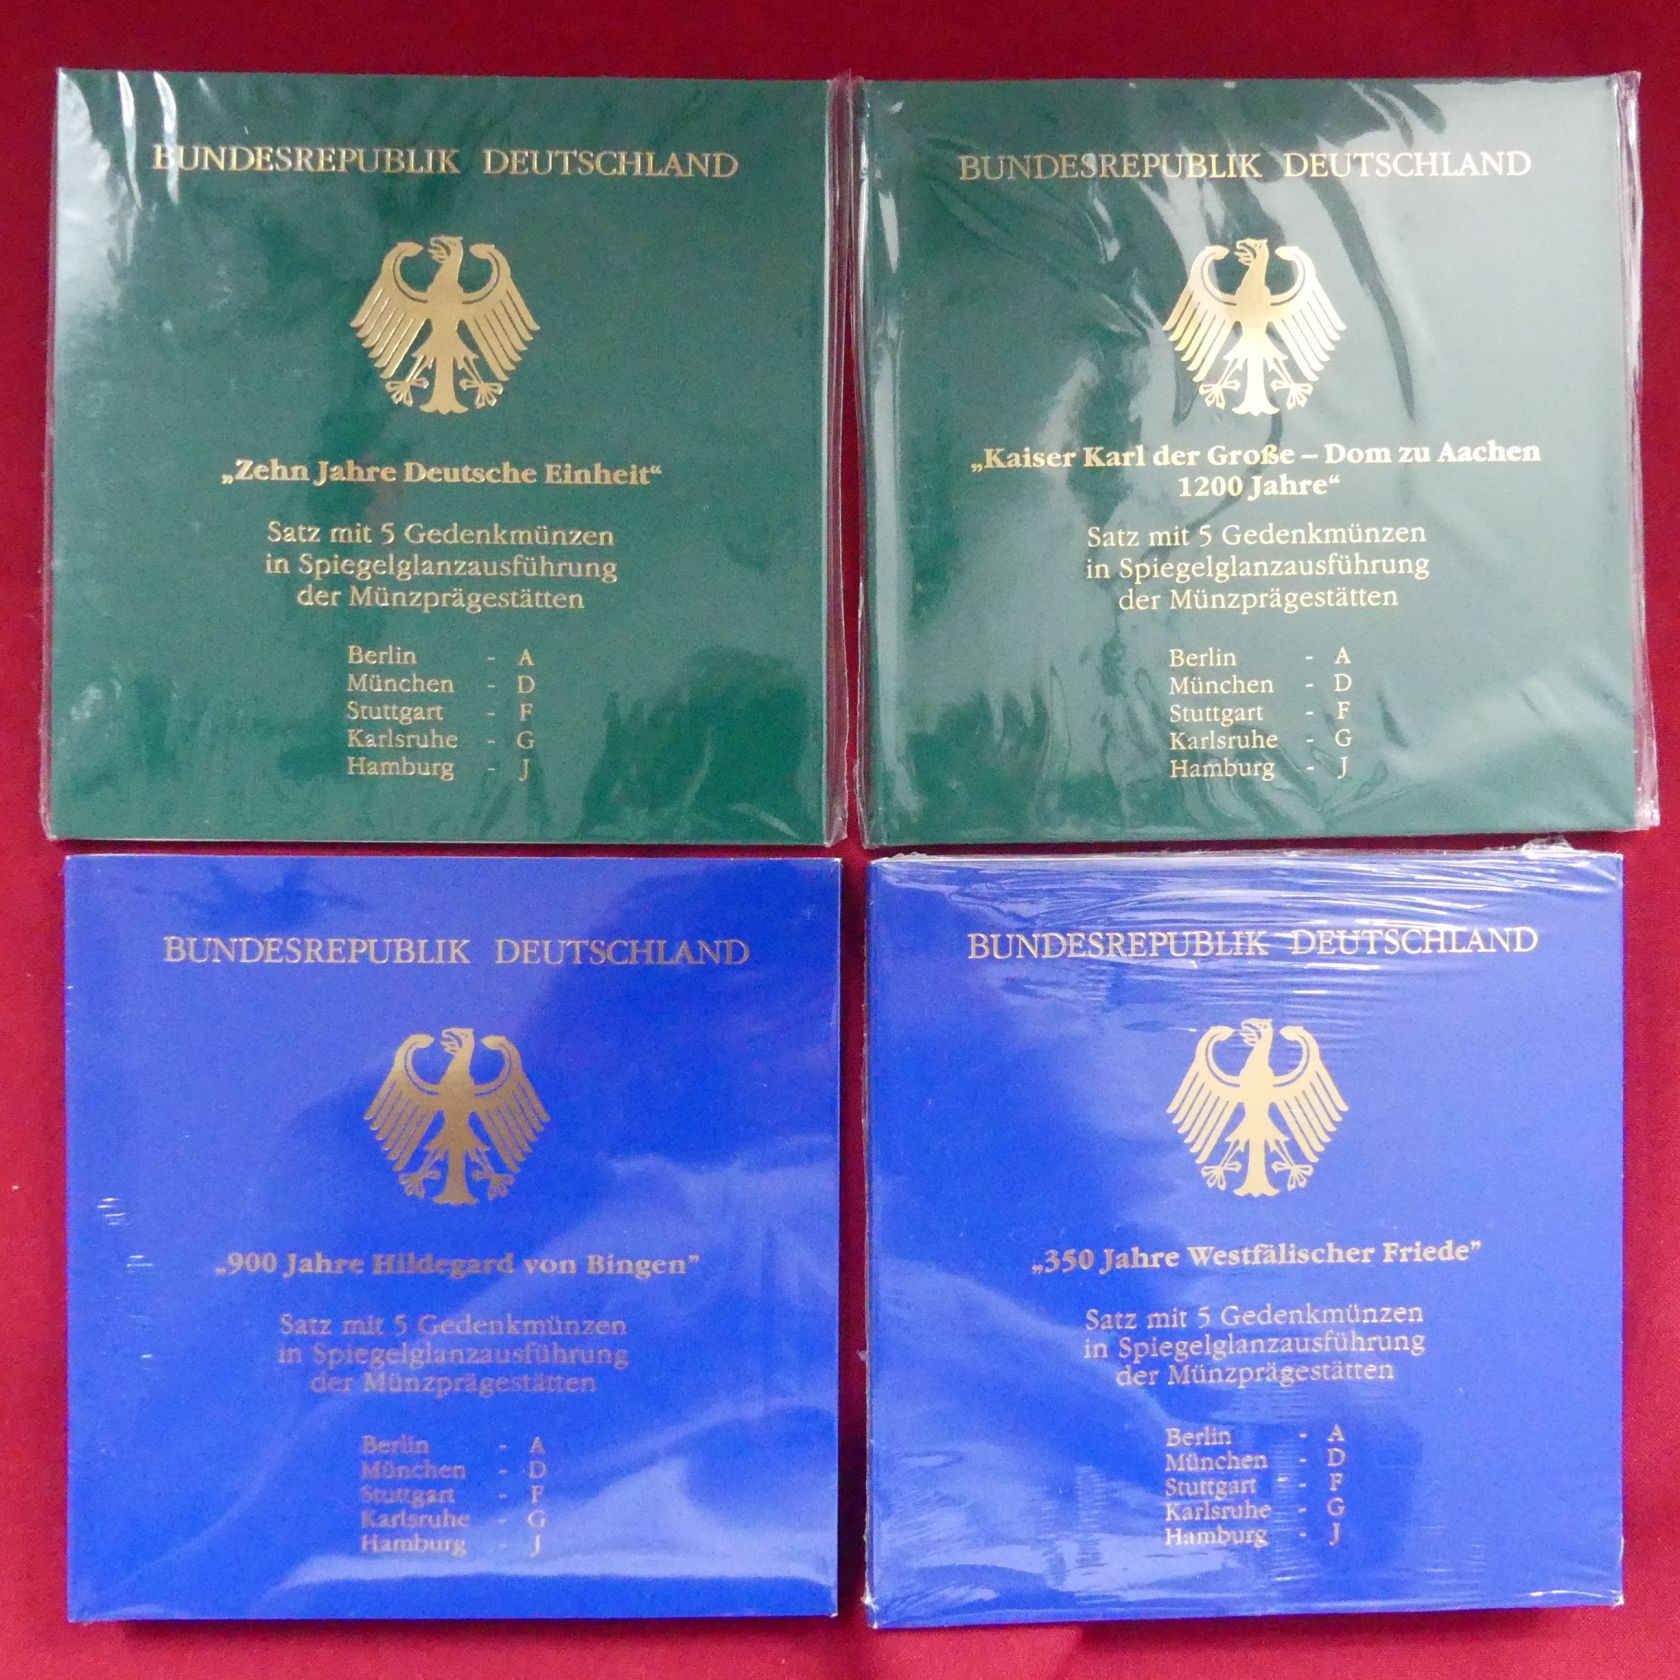 BUNDESREPUBLIK DEUTSCHLAND
„Zehn Jahre Deutsche Einheit“
Satz mit 5 Gedenkmünzen
in Spiegelglanzausführung
der Münzprägestätten
Berlin - A
München - D
Stuttgart - F
Karlsruhe - G
Hamburg - J
BUNDESREPUBLIK DEUTSCHLAND
„Kaiser Karl der Große – Dom zu Aachen
1200 Jahre“
Satz mit 5 Gedenkmünzen
in Spiegelglanzausführung
der Münzprägestätten
Berlin - A
München - D
Stuttgart - F
Karlsruhe - G
Hamburg - J
BUNDESREPUBLIK DEUTSCHLAND
„900 Jahre Hildegard von Bingen”
Satz mit 5 Gedenkmünzen
in Spiegelglanzausführung
der Münzprägestätten
Berlin - A
München - D
Stuttgart - F
Karlsruhe - G
Hamburg - J
BUNDESREPUBLIK DEUTSCHLAND
„350 Jahre Westfälischer Friede”
Satz mit 5 Gedenkmünzen
in Spiegelglanzausführung
der Münzprägestätten
Berlin - A
München - D
Stuttgart - F
Karlsruhe - G
Hamburg - J